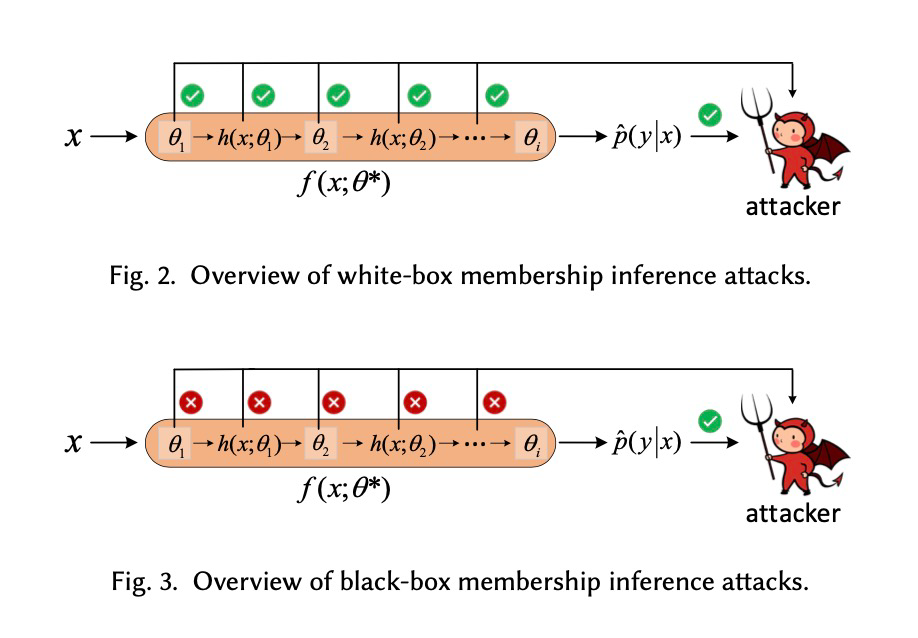 x → θ₁ → h(x;θ₁) → θ₂ → h(x;θ₂) → ⋯ → θᵢ → p̂(y|x) →
f(x;θ*)
attacker
Fig. 2. Overview of white-box membership inference attacks.
x → θ₁ → h(x;θ₁) → θ₂ → h(x;θ₂) → ⋯ → θᵢ → p̂(y|x) →
f(x;θ*)
attacker
Fig. 3. Overview of black-box membership inference attacks.